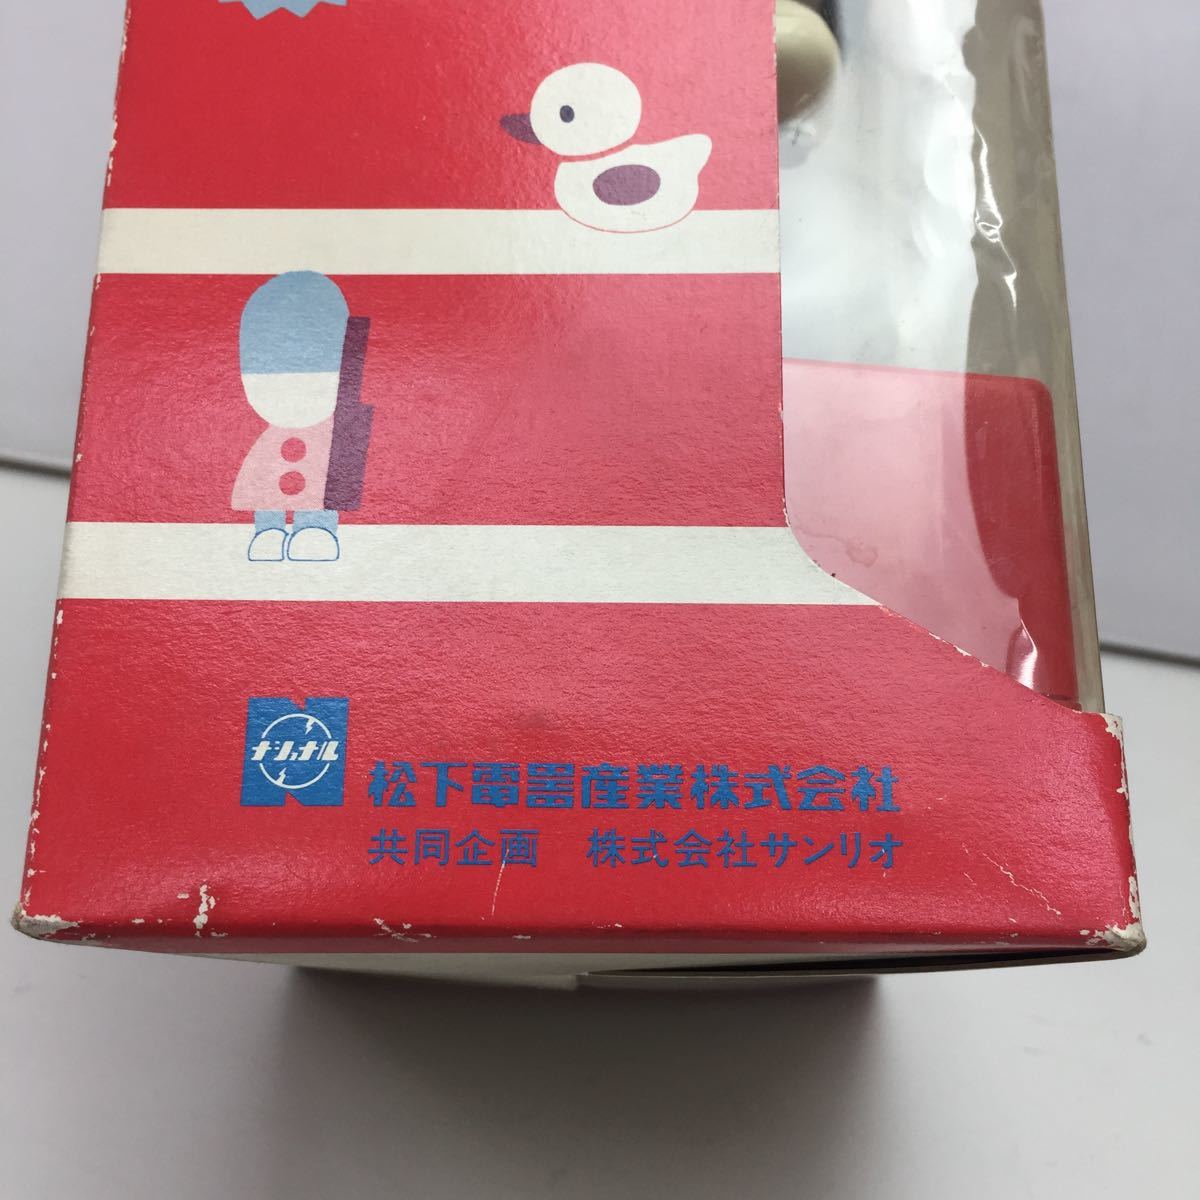 ナショナル
松下電器産業株式会社
共同企画　株式会社サンリオ